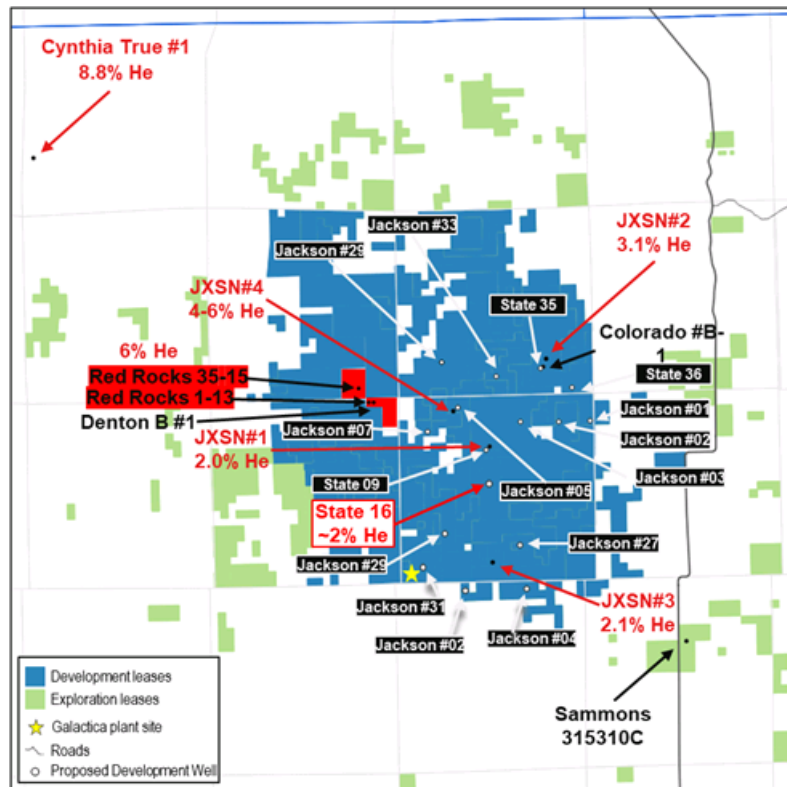 Cynthia True #1
8.8% He
Jackson #33
Jackson #29
JXSN#2
3.1% He
JXSN#4
4-6% He
State 35
Colorado #B-
1
6% He
State 36
Red Rocks 35-15
Red Rocks 1-13
Denton B #1
Jackson #07
Jackson #01
JXSN#1
2.0% He
Jackson #02
Jackson #03
State 09
Jackson #05
State 16
~2% He
Jackson #29
Jackson #27
Jackson #31
JXSN#3
2.1% He
Jackson #02
Jackson #04
Sammons
315310C
Development leases
Exploration leases
Galactica plant site
Roads
Proposed Development Well